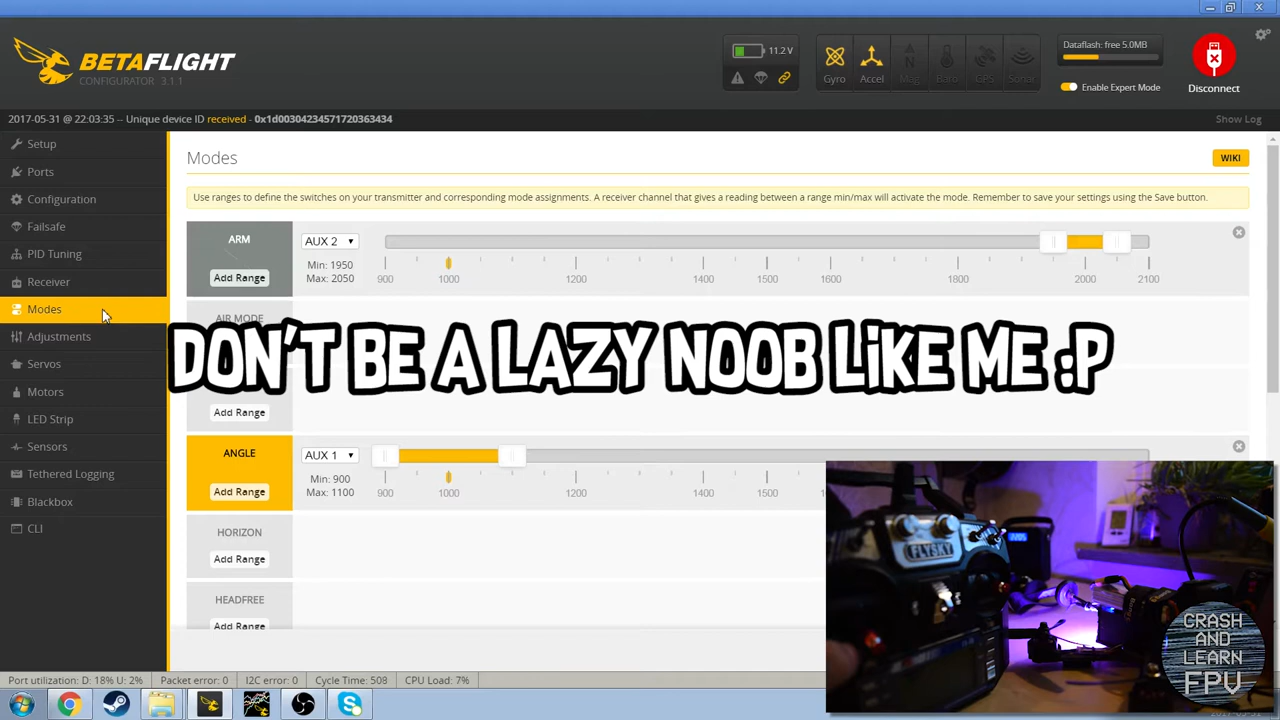 BETAFLIGHT
CONFIGURATOR 3.1.1
11.2 V
Gyro
Accel
Mag
Baro
GPS
Sonar
Dataflash: free 5.0MB
Enable Expert Mode
Disconnect
2017-05-31 @ 22:03:35 -- Unique device ID received - 0x1d00304234571720363434
Show Log
Setup
Ports
Configuration
Failsafe
PID Tuning
Receiver
Modes
Adjustments
Servos
Motors
LED Strip
Sensors
Tethered Logging
Blackbox
CLI
Modes
WIKI
Use ranges to define the switches on your transmitter and corresponding mode assignments. A receiver channel that gives a reading between a range min/max will activate the mode. Remember to save your settings using the Save button.
ARM
Add Range
AUX 2
Min: 1950
Max: 2050
900 1000 1200 1400 1500 1600 1800 2000 2100
AIR MODE
DON'T BE A LAZY NOOB LIKE ME :P
Add Range
ANGLE
Add Range
AUX 1
Min: 900
Max: 1100
900 1000 1200 1400 1500
HORIZON
Add Range
HEADFREE
Add Range
FLYSKY
CRASH
AND
LEARN
FPV
Port utilization: D: 18% U: 2%
Packet error: 0
I2C error: 0
Cycle Time: 508
CPU Load: 7%